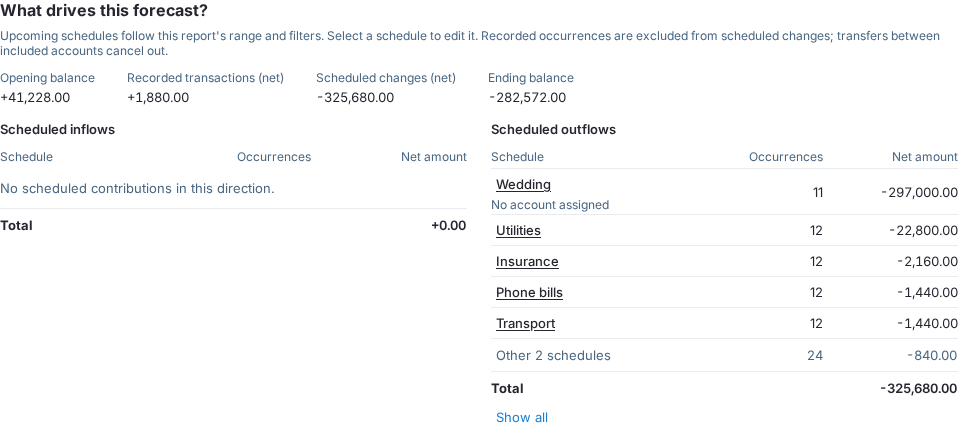 What drives this forecast?
Upcoming schedules follow this report's range and filters. Select a schedule to edit it. Recorded occurrences are excluded from scheduled changes; transfers between
included accounts cancel out.
Opening balance Recorded transactions (net) Scheduled changes (net) Ending balance
+41,228.00 +1,880.00 -325,680.00 -282,572.00
Scheduled inflows
Schedule Occurrences Net amount
No scheduled contributions in this direction.
Total +0.00
Scheduled outflows
Schedule Occurrences Net amount
Wedding 11 -297,000.00
No account assigned
Utilities 12 -22,800.00
Insurance 12 -2,160.00
Phone bills 12 -1,440.00
Transport 12 -1,440.00
Other 2 schedules 24 -840.00
Total -325,680.00
Show all